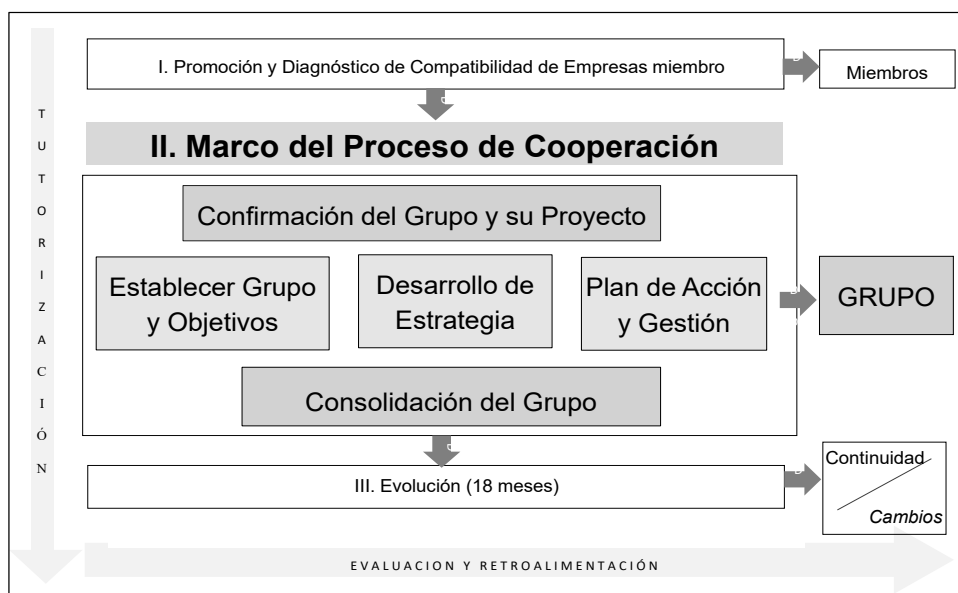 I. Promoción y Diagnóstico de Compatibilidad de Empresas miembro
Miembros
II. Marco del Proceso de Cooperación
Confirmación del Grupo y su Proyecto
Establecer Grupo
y Objetivos
Desarrollo de
Estrategia
Plan de Acción
y Gestión
GRUPO
Consolidación del Grupo
III. Evolución (18 meses)
Continuidad
Cambios
TUTORIZACIÓN
EVALUACION Y RETROALIMENTACIÓN